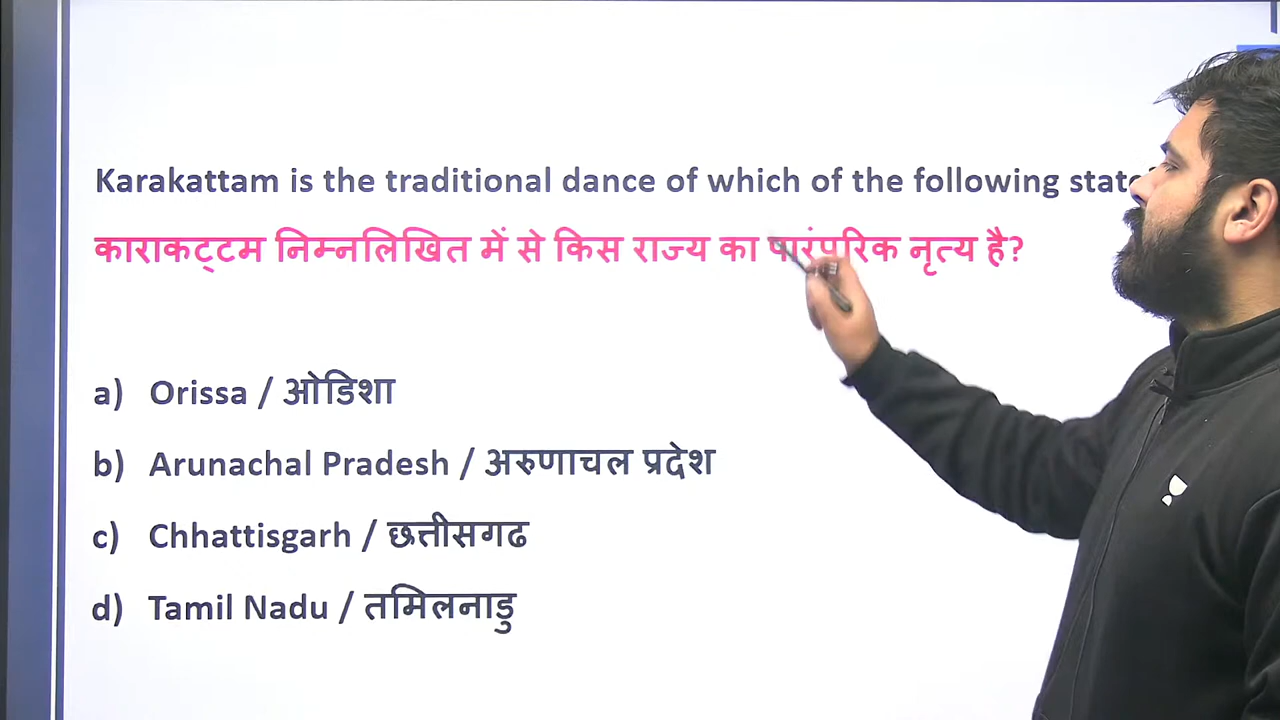 Karakattam is the traditional dance of which of the following
काराकट्टम निम्नलिखित में से किस राज्य का पारंपरिक नृत्य है?
a) Orissa / ओडिशा
b) Arunachal Pradesh / अरुणाचल प्रदेश
c) Chhattisgarh / छत्तीसगढ
d) Tamil Nadu / तमिलनाडु